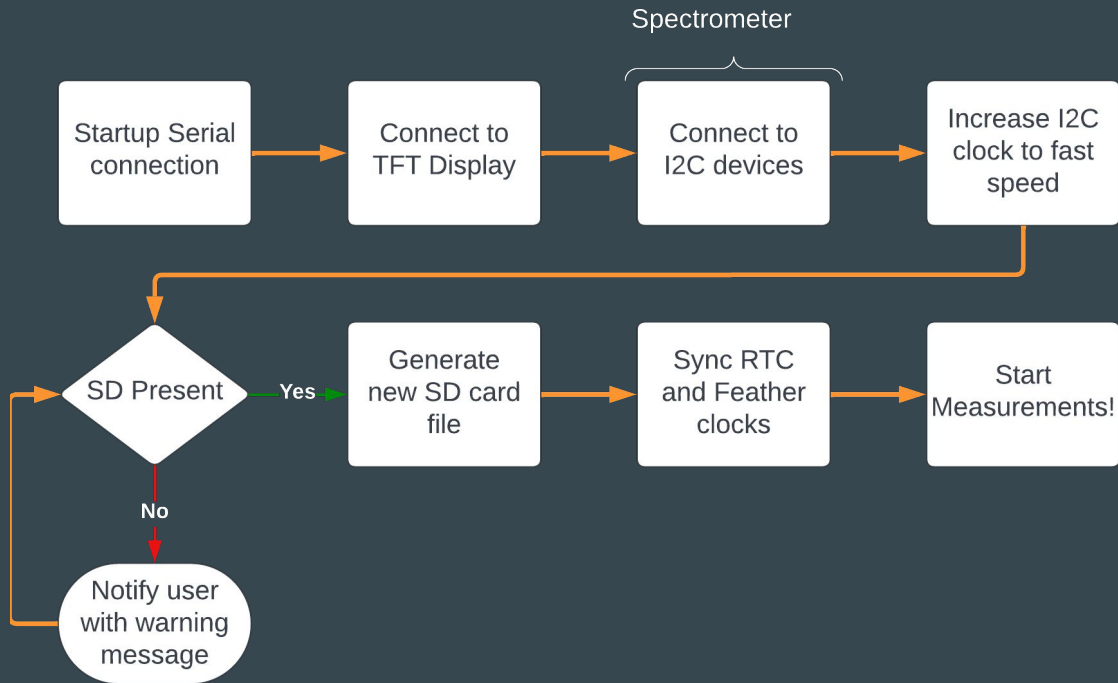 Spectrometer
Startup Serial
connection
Connect to
TFT Display
Connect to
I2C devices
Increase I2C
clock to fast
speed
SD Present
Yes
Generate
new SD card
file
Sync RTC
and Feather
clocks
Start
Measurements!
No
Notify user
with warning
message